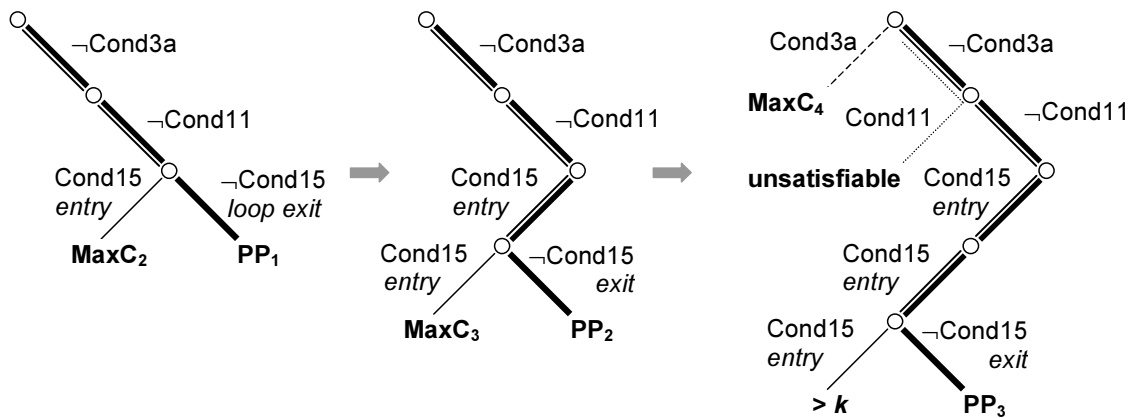 ¬Cond3a
¬Cond11
Cond15
entry
¬Cond15
loop exit
MaxC2
PP1
¬Cond3a
¬Cond11
Cond15
entry
Cond15
entry
¬Cond15
exit
MaxC3
PP2
Cond3a
¬Cond3a
MaxC4
Cond11
¬Cond11
unsatisfiable
Cond15
entry
Cond15
entry
Cond15
entry
¬Cond15
exit
> k
PP3